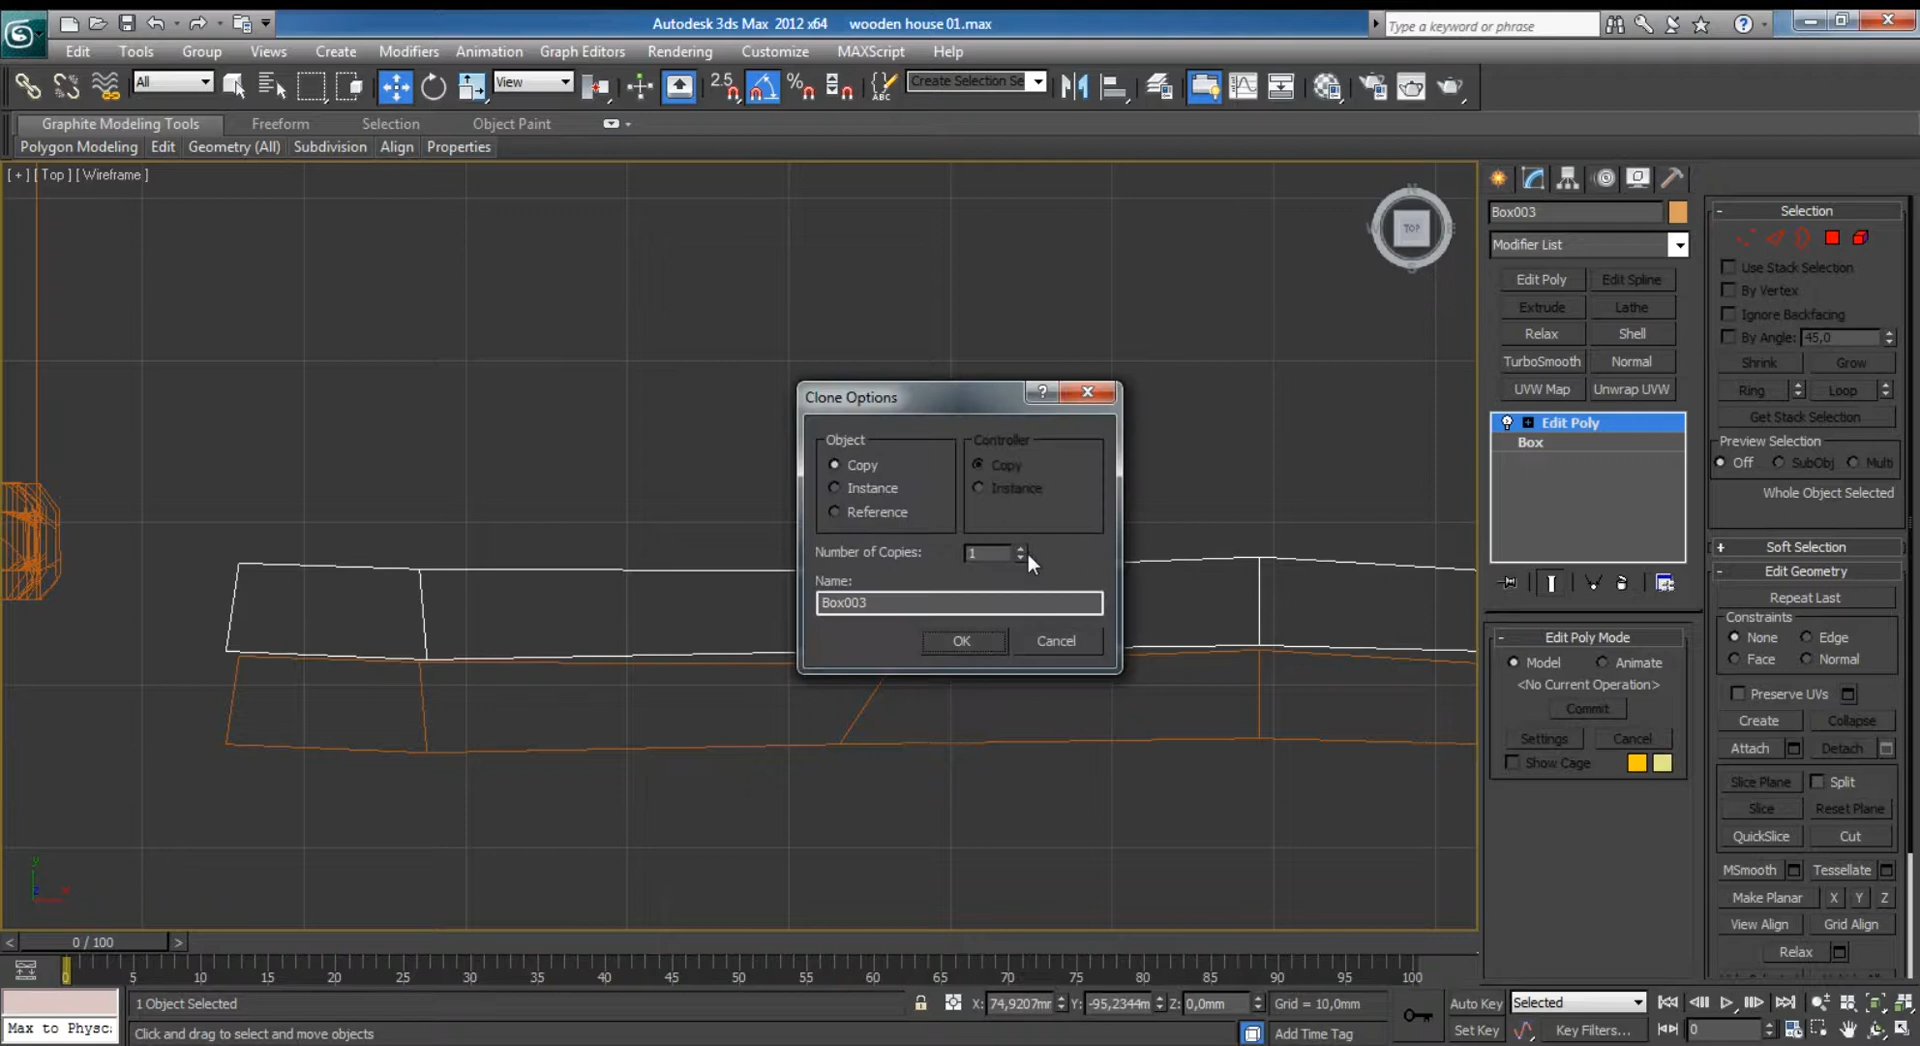 Autodesk 3ds Max 2012 x64 wooden house 01.max
Type a keyword or phrase
Edit Tools Group Views Create Modifiers Animation Graph Editors Rendering Customize MAXScript Help
All View 2.5 % ABC Create Selection Se
Graphite Modeling Tools Freeform Selection Object Paint
Polygon Modeling Edit Geometry (All) Subdivision Align Properties
[ + ] [ Top ] [ Wireframe ]
N
W TOP E
S
Clone Options
Object
Copy
Instance
Reference
Controller
Copy
Instance
Number of Copies: 1
Name:
Box003
OK Cancel
Box003
Modifier List
Edit Poly Edit Spline
Extrude Lathe
Relax Shell
TurboSmooth Normal
UVW Map Unwrap UVW
Edit Poly
Box
Edit Poly Mode
Model Animate
<No Current Operation>
Commit
Settings Cancel
Show Cage
Selection
Use Stack Selection
By Vertex
Ignore Backfacing
By Angle: 45,0
Shrink Grow
Ring Loop
Get Stack Selection
Preview Selection
Off SubObj Multi
Whole Object Selected
Soft Selection
Edit Geometry
Repeat Last
Constraints
None Edge
Face Normal
Preserve UVs
Create Collapse
Attach Detach
Slice Plane Split
Slice Reset Plane
QuickSlice Cut
MSmooth Tessellate
Make Planar X Y Z
View Align Grid Align
Relax
y
z x
< 0 / 100 >
0 5 10 15 20 25 30 35 40 45 50 55 60 65 70 75 80 85 90 95 100
1 Object Selected X: 74,9207mr Y: -95,2344m Z: 0,0mm Grid = 10,0mm Auto Key Selected
Max to Physc: Click and drag to select and move objects Add Time Tag Set Key Key Filters... 0